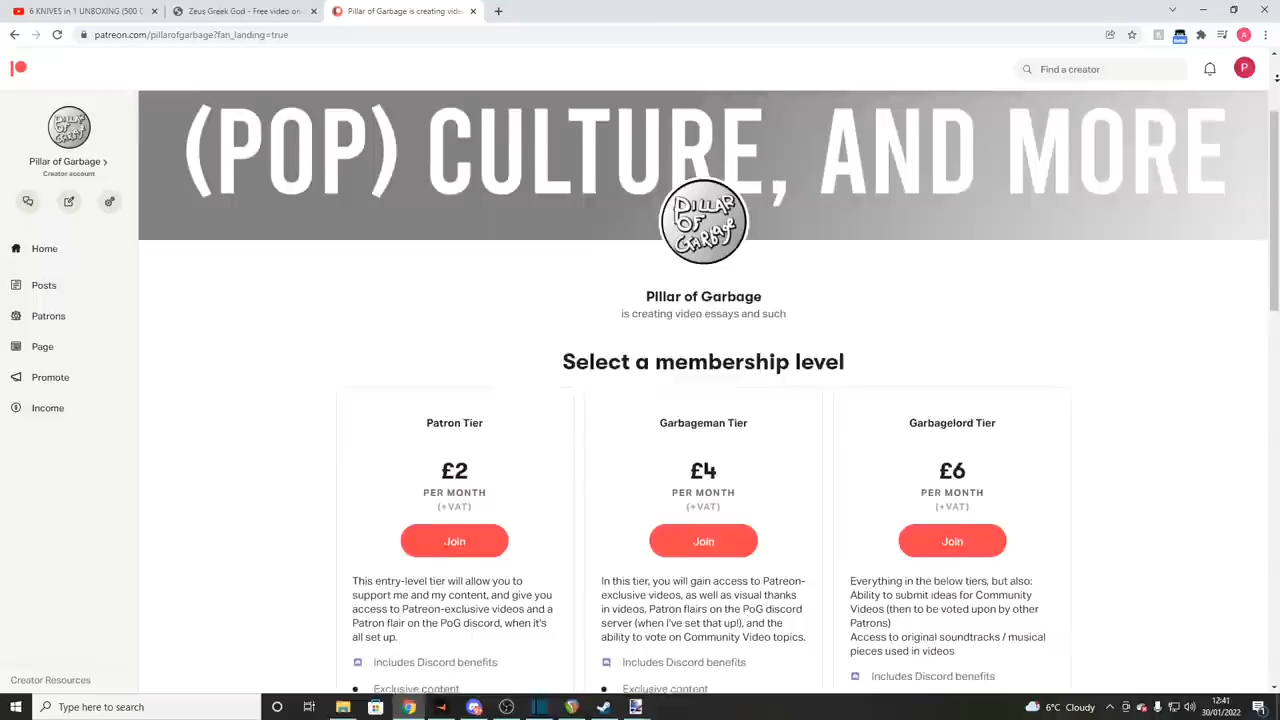 6 KNIVES in 1 UNBOXING (500 (
Zeus Greek God - Free video on
Pillar of Garbage is creating vide
patreon.com/pillarofgarbage?fan_landing=true
Find a creator
P
A
(POP) CULTURE, AND MORE
PILLAR OF GARBAGE
PILLAR OF GARBAGE
Pillar of Garbage
Creator account
Home
Posts
Patrons
Page
Promote
Income
Creator Resources
Pillar of Garbage
is creating video essays and such
Select a membership level
Patron Tier
£2
PER MONTH
(+VAT)
Join
This entry-level tier will allow you to
support me and my content, and give you
access to Patreon-exclusive videos and a
Patron flair on the PoG discord, when it's
all set up.
Includes Discord benefits
Exclusive content
Garbageman Tier
£4
PER MONTH
(+VAT)
Join
In this tier, you will gain access to Patreon-
exclusive videos, as well as visual thanks
in videos, Patron flairs on the PoG discord
server (when I've set that up!), and the
ability to vote on Community Video topics.
Includes Discord benefits
Exclusive content
Garbagelord Tier
£6
PER MONTH
(+VAT)
Join
Everything in the below tiers, but also:
Ability to submit ideas for Community
Videos (then to be voted upon by other
Patrons)
Access to original soundtracks / musical
pieces used in videos
Includes Discord benefits
Type here to search
6°C Cloudy
12:41
30/01/2022